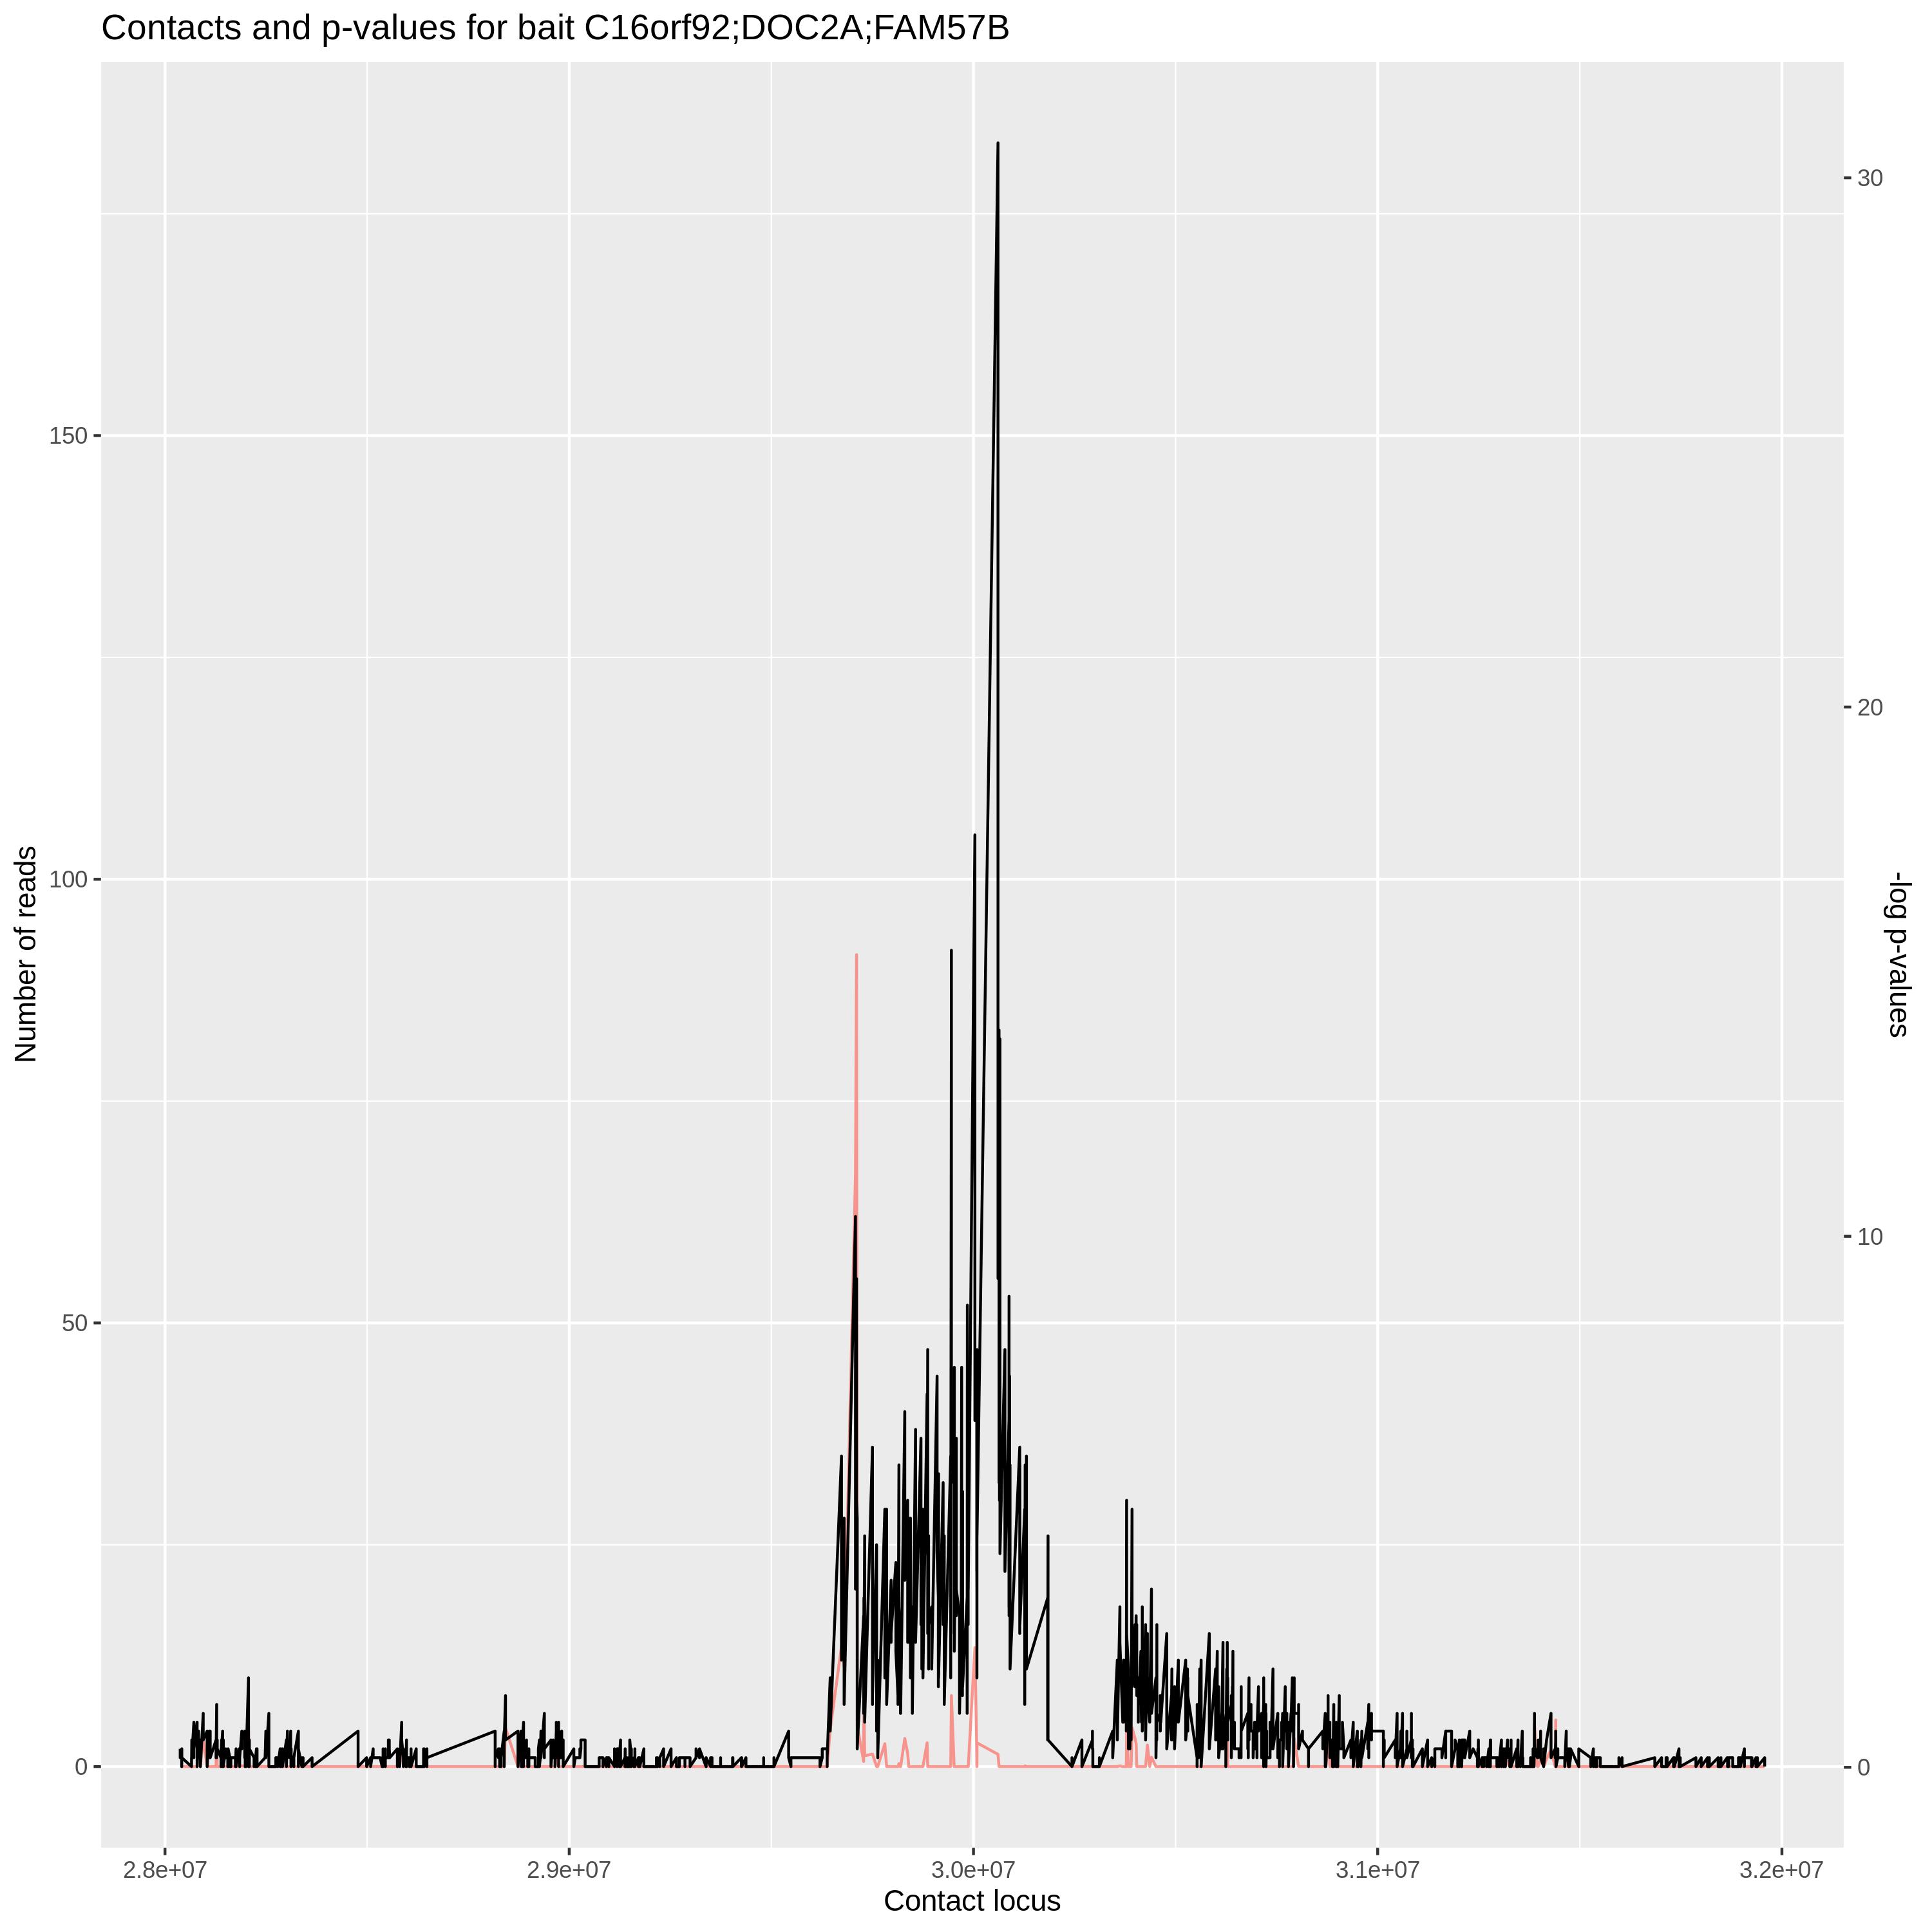 Contacts and p-values for bait C16orf92;DOC2A;FAM57B
Number of reads
150
100
50
0
30
20
10
0
-log p-values
2.8e+07 2.9e+07 3.0e+07 3.1e+07 3.2e+07
Contact locus